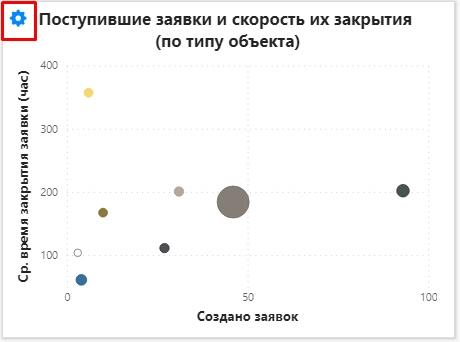 Поступившие заявки и скорость их закрытия
(по типу объекта)
Ср. время закрытия заявки (час)
400
300
200
100
0
50
100
Создано заявок